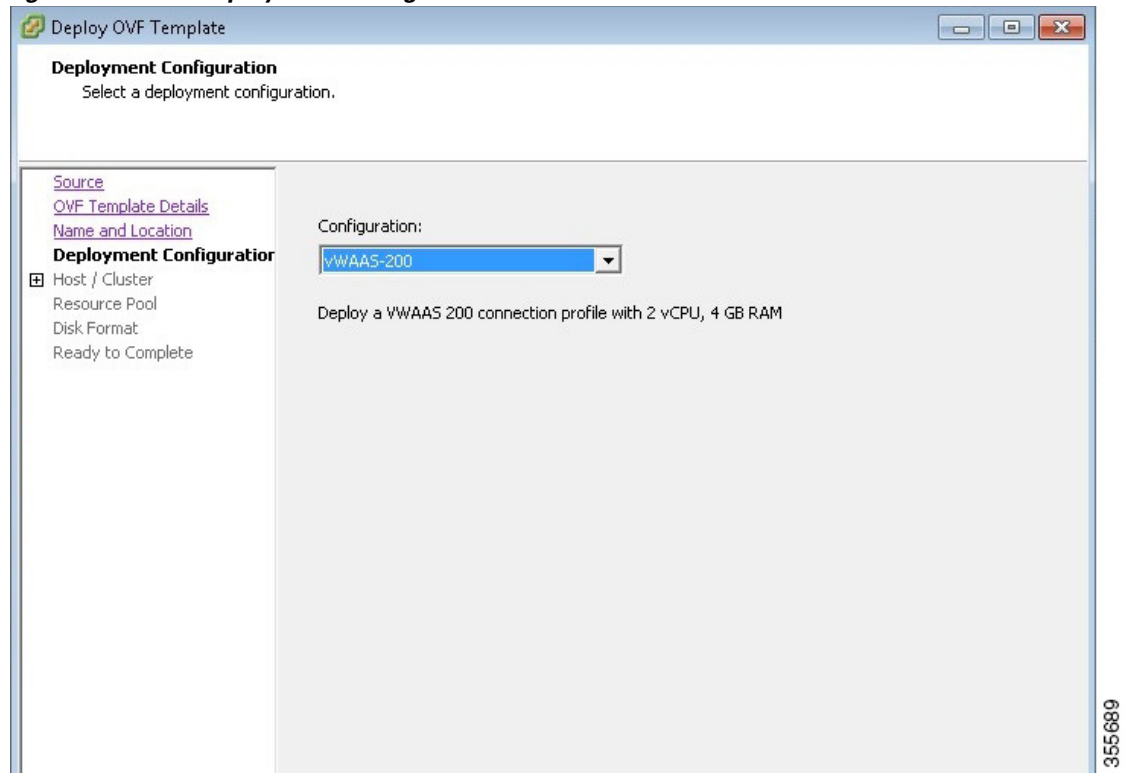 Deploy OVF Template
Deployment Configuration
Select a deployment configuration.
Source
OVF Template Details
Name and Location
Deployment Configuration
Host / Cluster
Resource Pool
Disk Format
Ready to Complete
Configuration:
vWAAS-200
Deploy a VWAAS 200 connection profile with 2 vCPU, 4 GB RAM
355689